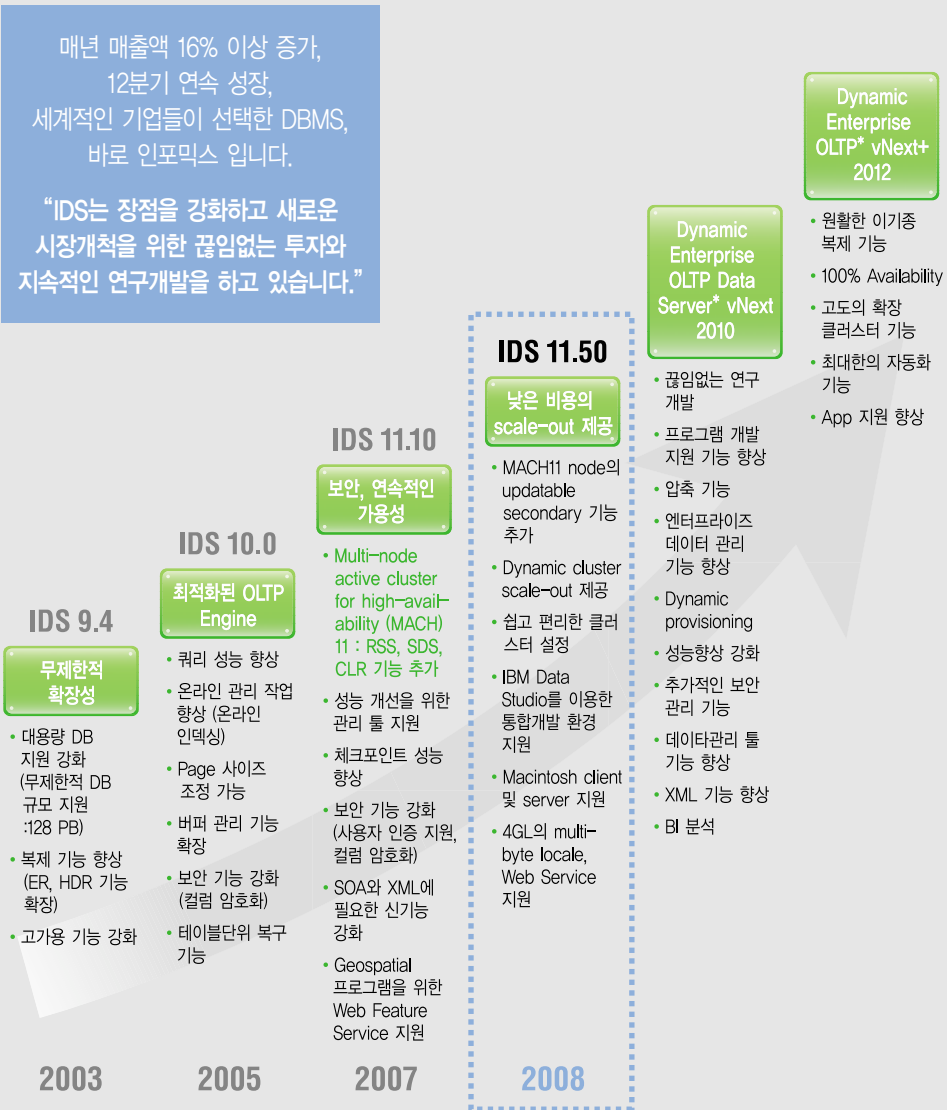 매년 매출액 16% 이상 증가,
12분기 연속 성장,
세계적인 기업들이 선택한 DBMS,
바로 인포믹스 입니다.
“IDS는 장점을 강화하고 새로운
시장개척을 위한 끊임없는 투자와
지속적인 연구개발을 하고 있습니다.”
IDS 9.4
무제한적
확장성
• 대용량 DB
지원 강화
(무제한적 DB
규모 지원
:128 PB)
• 복제 기능 향상
(ER, HDR 기능
확장)
• 고가용 기능 강화
2003
IDS 10.0
최적화된 OLTP
Engine
• 쿼리 성능 향상
• 온라인 관리 작업
향상 (온라인
인덱싱)
• Page 사이즈
조정 가능
• 버퍼 관리 기능
확장
• 보안 기능 강화
(컬럼 암호화)
• 테이블단위 복구
기능
2005
IDS 11.10
보안, 연속적인
가용성
• Multi-node
active cluster
for high-avail-
ability (MACH)
11 : RSS, SDS,
CLR 기능 추가
• 성능 개선을 위한
관리 툴 지원
• 체크포인트 성능
향상
• 보안 기능 강화
(사용자 인증 지원,
컬럼 암호화)
• SOA와 XML에
필요한 신기능
강화
• Geospatial
프로그램을 위한
Web Feature
Service 지원
2007
IDS 11.50
낮은 비용의
scale-out 제공
• MACH11 node의
updatable
secondary 기능
추가
• Dynamic cluster
scale-out 제공
• 쉽고 편리한 클러
스터 설정
• IBM Data
Studio를 이용한
통합개발 환경
지원
• Macintosh client
및 server 지원
• 4GL의 multi-
byte locale,
Web Service
지원
2008
Dynamic
Enterprise
OLTP Data
Server* vNext
2010
• 끊임없는 연구
개발
• 프로그램 개발
지원 기능 향상
• 압축 기능
• 엔터프라이즈
데이터 관리
기능 향상
• Dynamic
provisioning
• 성능향상 강화
• 추가적인 보안
관리 기능
• 데이타관리 툴
기능 향상
• XML 기능 향상
• BI 분석
Dynamic
Enterprise
OLTP* vNext+
2012
• 원활한 이기종
복제 기능
• 100% Availability
• 고도의 확장
클러스터 기능
• 최대한의 자동화
기능
• App 지원 향상